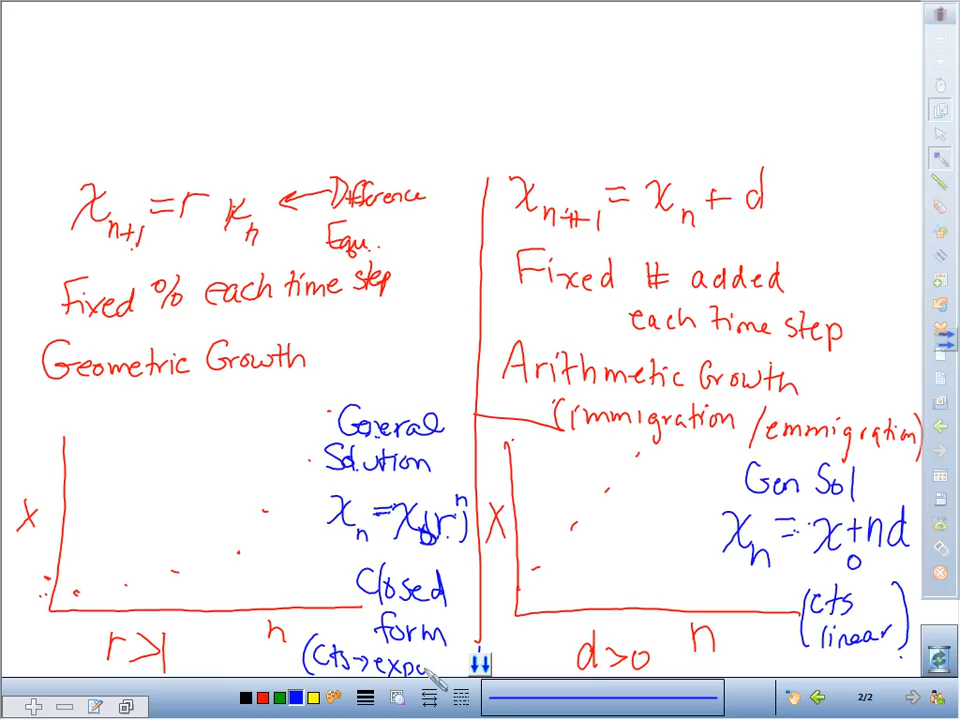 x_{n+1} = r x_n ← Difference
Equ..
Fixed % each time step
Geometric Growth
General
Solution
x_n = x_0(r)^n
Closed
form
(cts → expo
X
n
r > 1
x_{n+1} = x_n + d
Fixed # added
each time step
Arithmetic Growth
(immigration / emmigration)
Gen Sol
x_n = x_0 + nd
(cts
linear)
X
n
d > 0
2/2